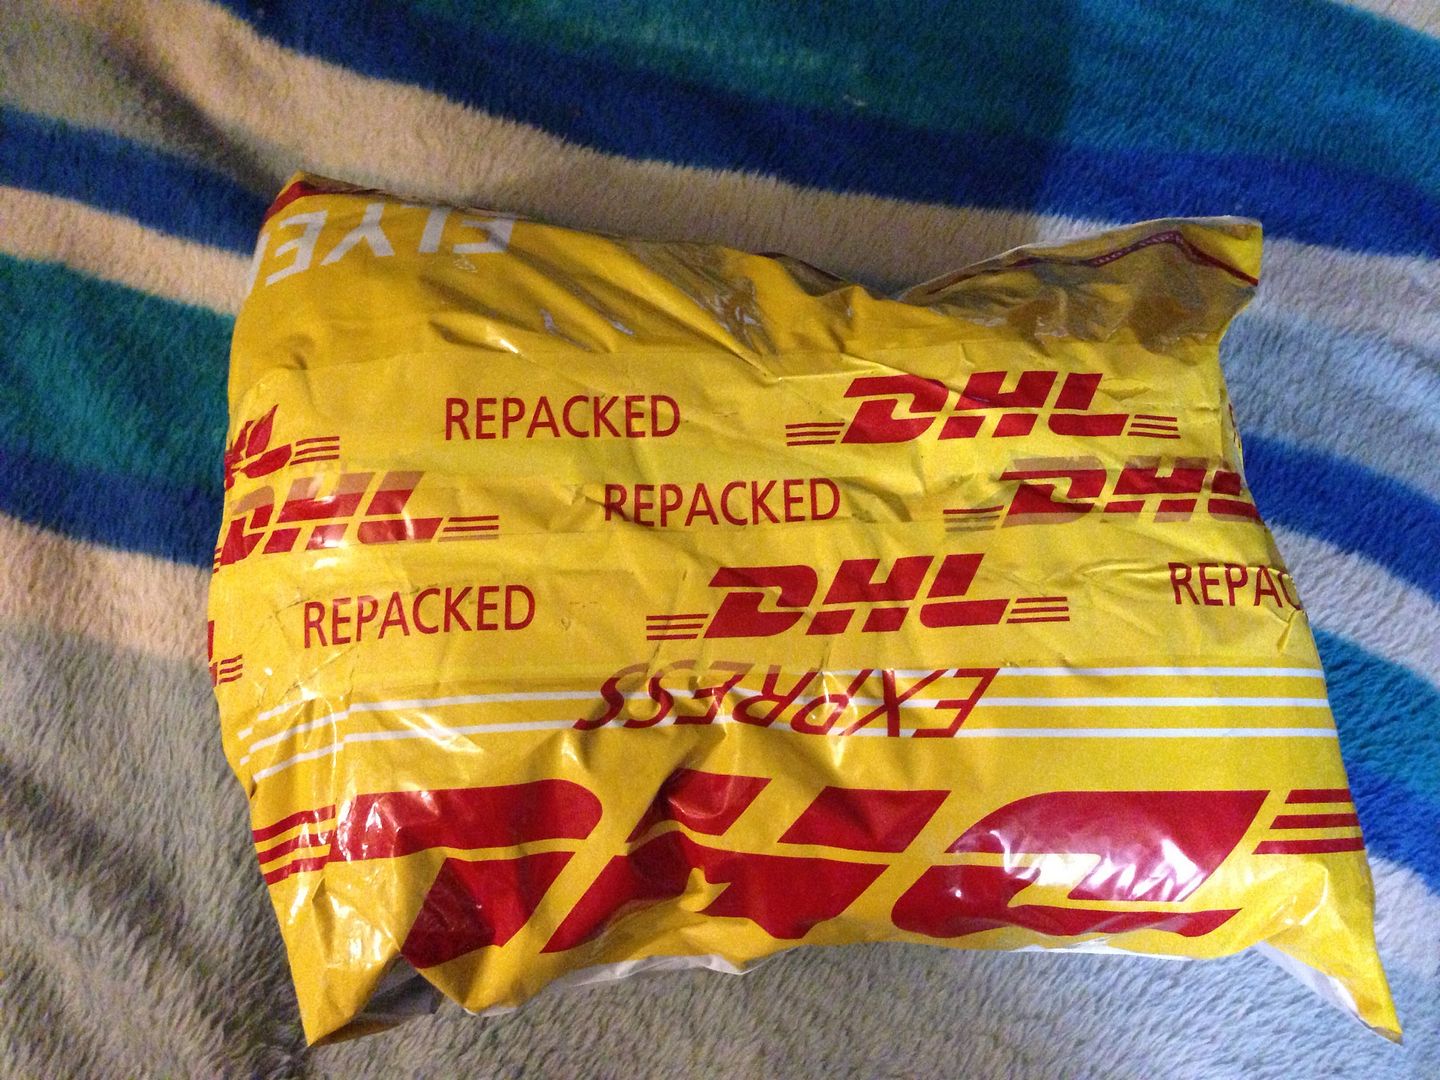 REPACKED DHL
DHL REPACKED DHL
REPACKED DHL REPAC
EXPRESS
DHL